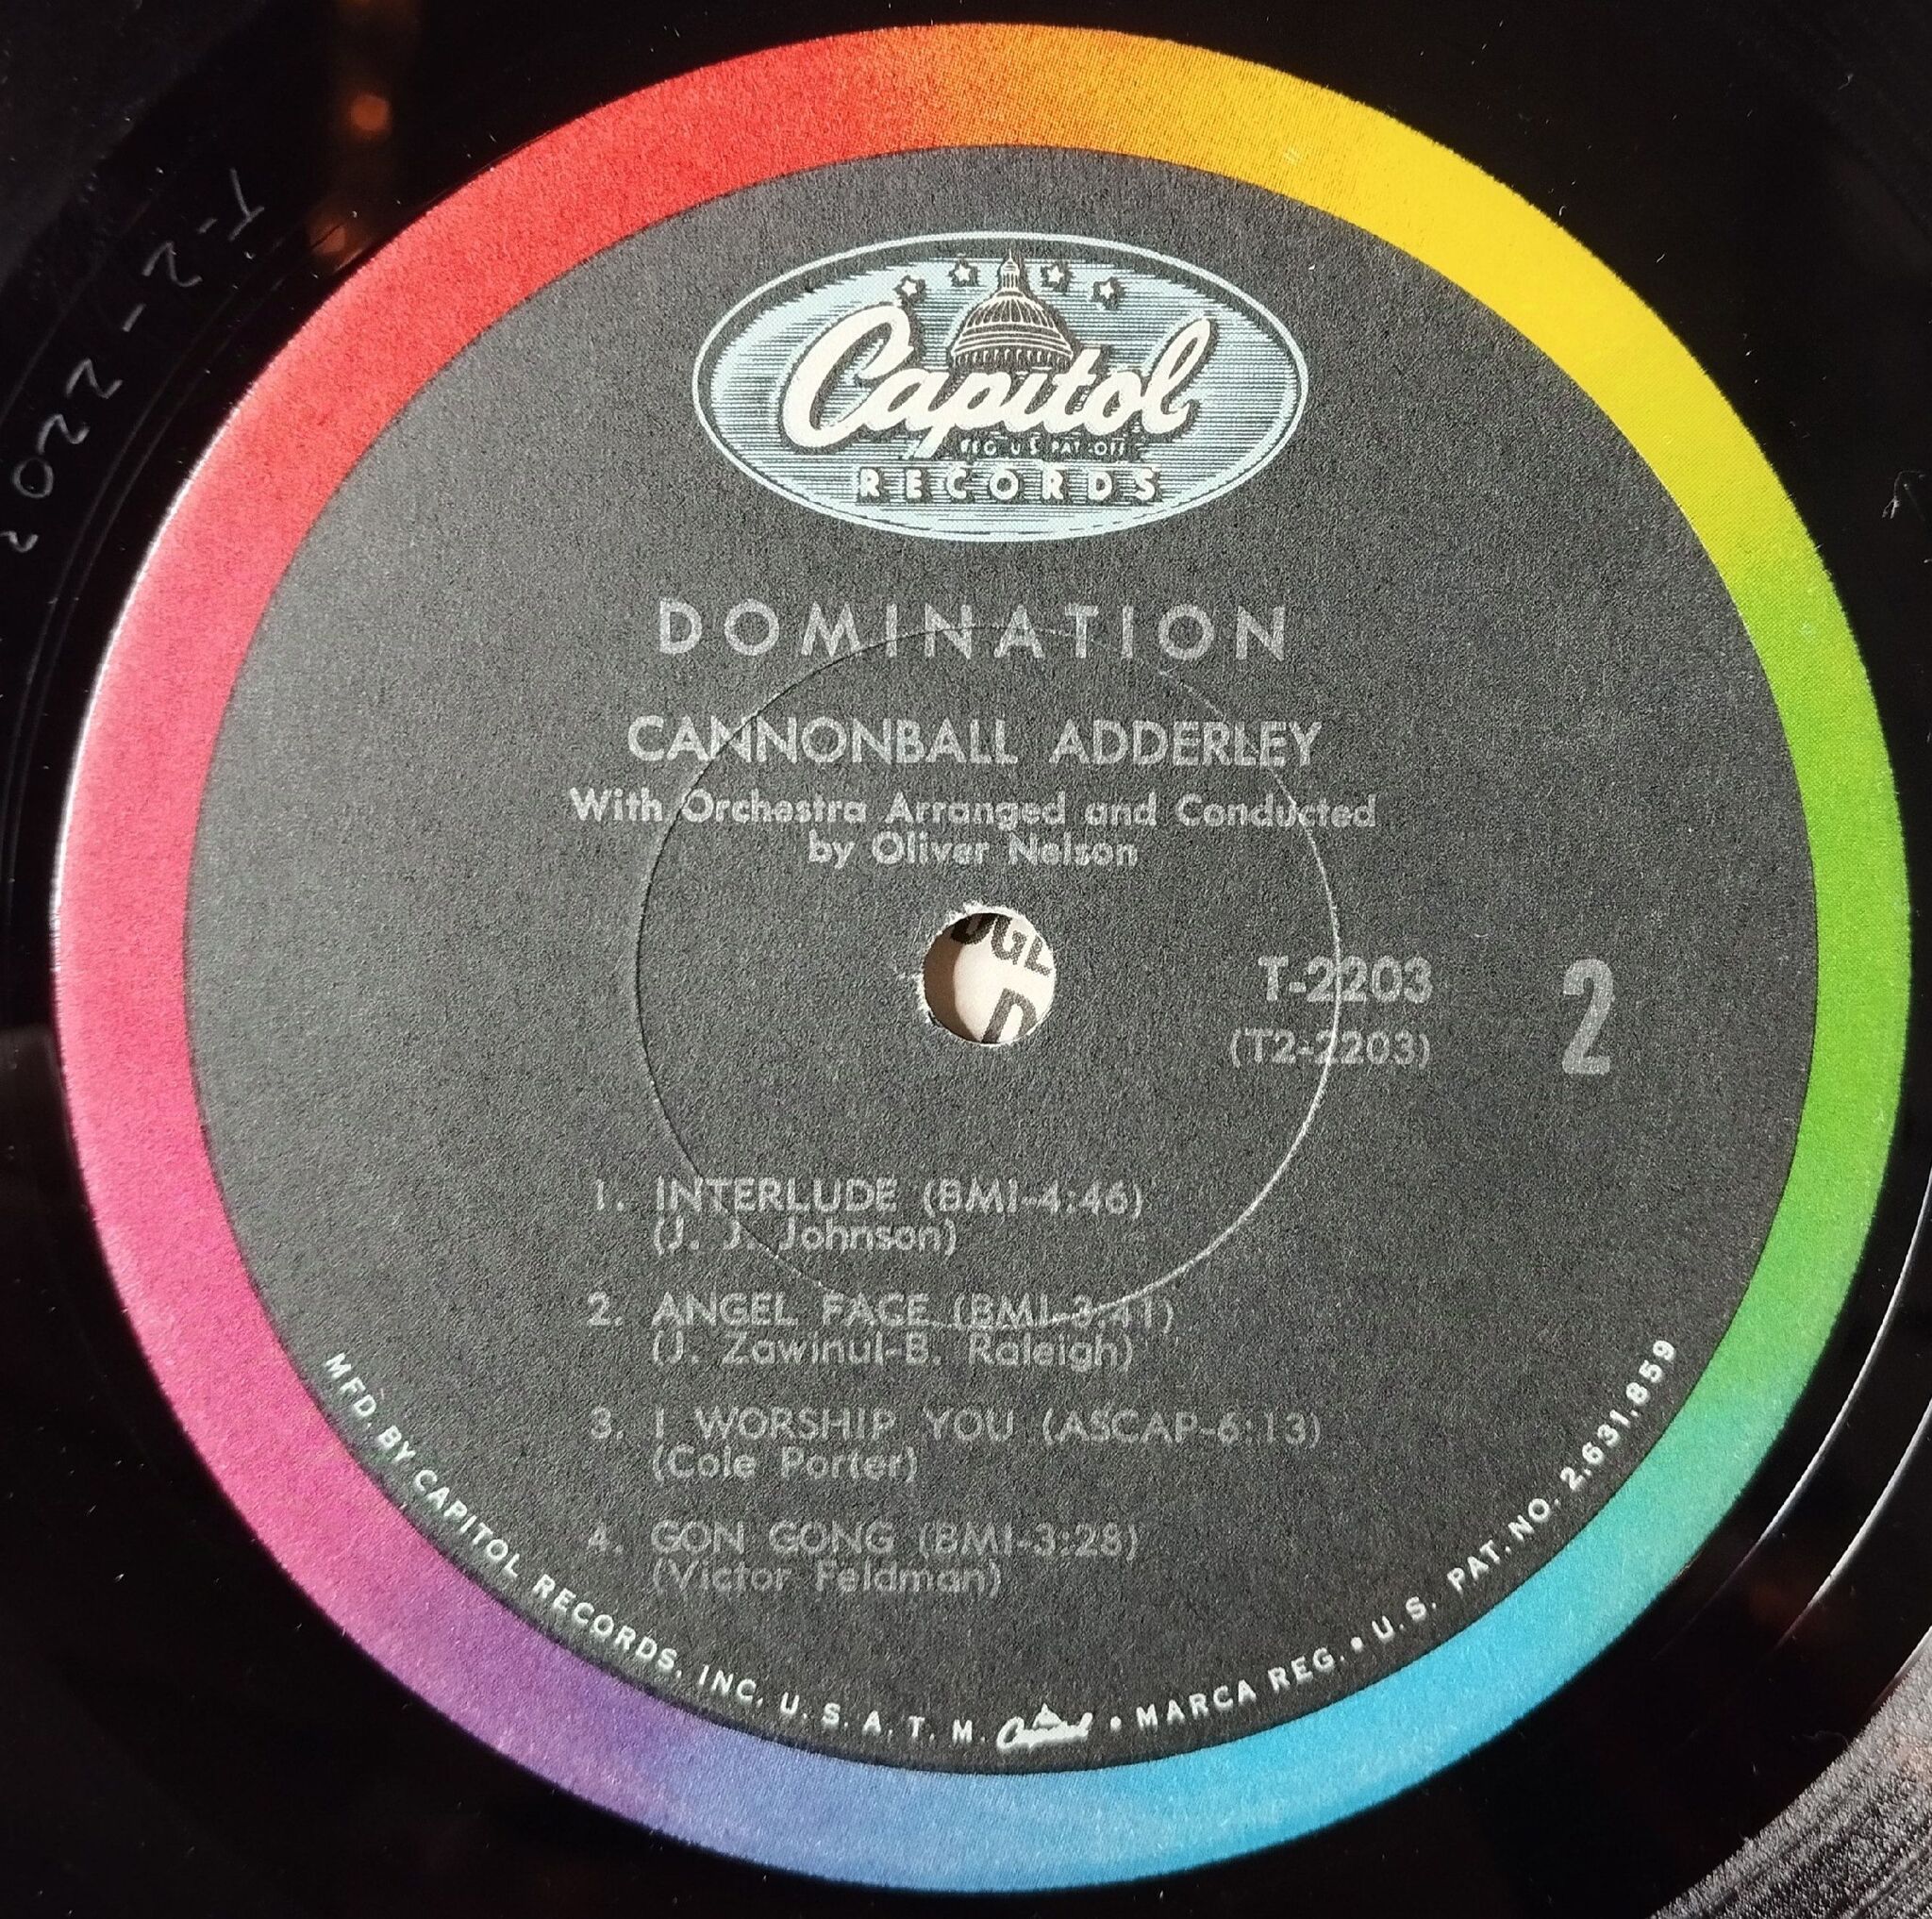 Capitol
REG. U.S. PAT. OFF.
RECORDS
DOMINATION
CANNONBALL ADDERLEY
With Orchestra Arranged and Conducted
by Oliver Nelson
T-2203
(T2-2203)
2
1. INTERLUDE (BMI-4:46)
(J. J. Johnson)
2. ANGEL FACE (BMI-3:41)
(J. Zawinul-B. Raleigh)
3. I WORSHIP YOU (ASCAP-6:13)
(Cole Porter)
4. GON GONG (BMI-3:28)
(Victor Feldman)
MFD. BY CAPITOL RECORDS, INC. U. S. A. T. M. Capitol • MARCA REG. • U.S. PAT. NO. 2,631,859